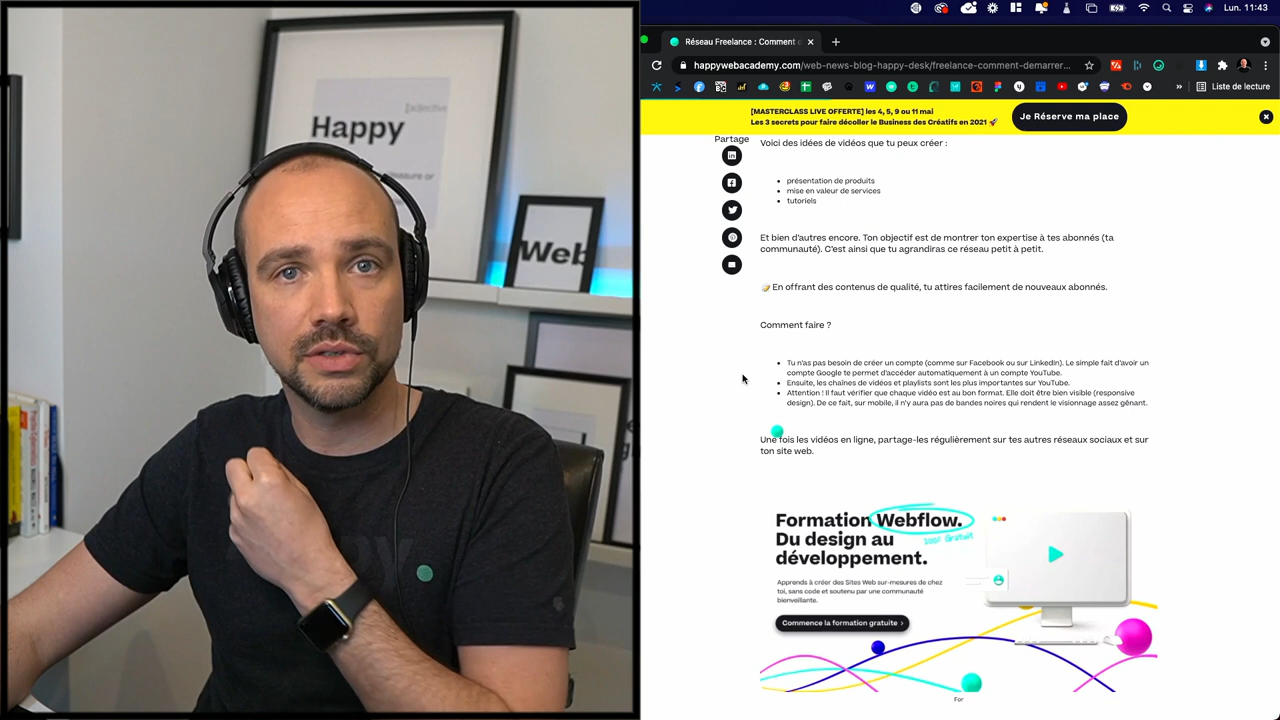 [adjective
Happy
easure or
Web
Lun. 11:43
Réseau Freelance : Comment d
happywebacademy.com/web-news-blog-happy-desk/freelance-comment-demarrer...
Liste de lecture
[MASTERCLASS LIVE OFFERTE] les 4, 5, 9 ou 11 mai
Les 3 secrets pour faire décoller le Business des Créatifs en 2021 🚀
Je Réserve ma place
Partage
Voici des idées de vidéos que tu peux créer :
présentation de produits
mise en valeur de services
tutoriels
Et bien d'autres encore. Ton objectif est de montrer ton expertise à tes abonnés (ta
communauté). C'est ainsi que tu agrandiras ce réseau petit à petit.
En offrant des contenus de qualité, tu attires facilement de nouveaux abonnés.
Comment faire ?
Tu n'as pas besoin de créer un compte (comme sur Facebook ou sur LinkedIn). Le simple fait d'avoir un
compte Google te permet d'accéder automatiquement à un compte YouTube.
Ensuite, les chaînes de vidéos et playlists sont les plus importantes sur YouTube.
Attention ! Il faut vérifier que chaque vidéo est au bon format. Elle doit être bien visible (responsive
design). De ce fait, sur mobile, il n'y aura pas de bandes noires qui rendent le visionnage assez gênant.
Une fois les vidéos en ligne, partage-les régulièrement sur tes autres réseaux sociaux et sur
ton site web.
Formation Webflow.
100% Gratuit
Du design au
développement.
Apprends à créer des Sites Web sur-mesures de chez
toi, sans code et soutenu par une communauté
bienveillante.
Commence la formation gratuite ›
For